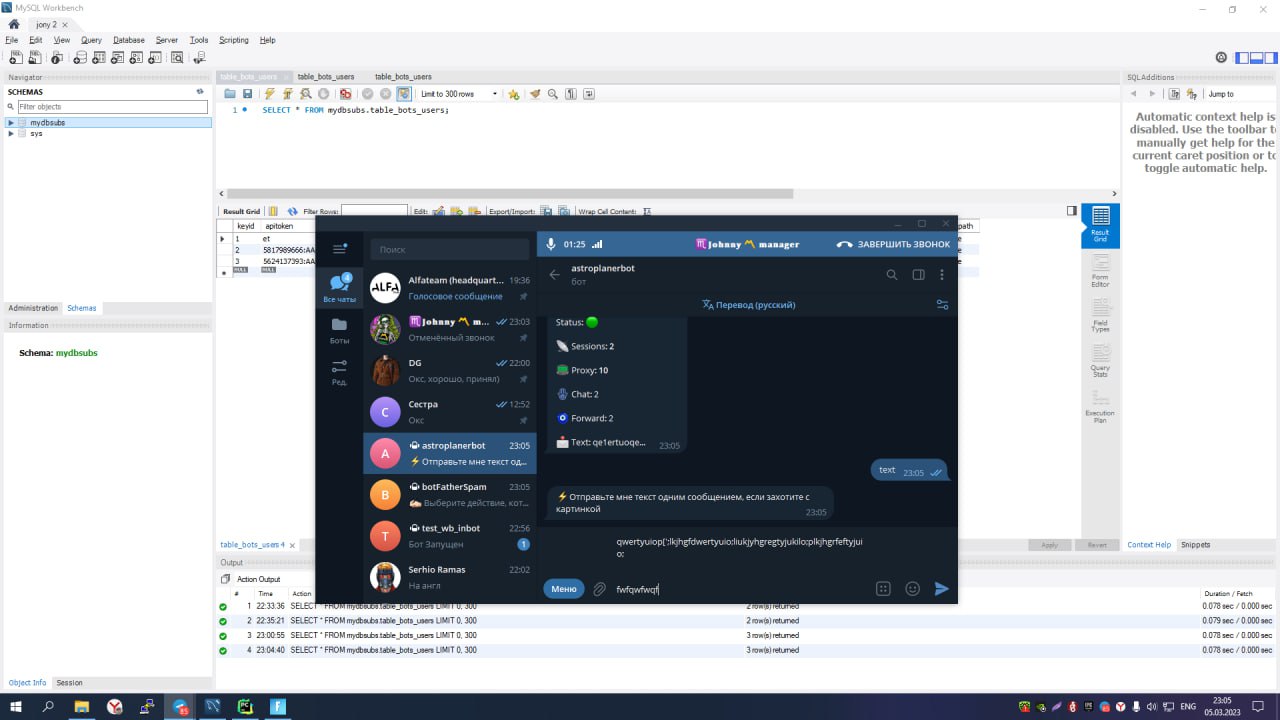 MySQL Workbench
jony 2
File Edit View Query Database Server Tools Scripting Help
Navigator
SCHEMAS
Filter objects
mydbsubs
sys
Administration Schemas
Information
Schema: mydbsubs
Object Info Session
table_bots_users table_bots_users table_bots_users
Limit to 300 rows
1 SELECT * FROM mydbsubs.table_bots_users;
Result Grid Filter Rows: Edit: Export/Import: Wrap Cell Content:
keyid apitoken
1 et
2 5817989666:AA
3 5624137393:AA
NULL NULL
path
Поиск
Все чаты
4
Боты
Ред.
Alfateam (headquart... 19:36
Голосовое сообщение
ALFA
Johnny m... 23:03
Отменённый звонок
DG 22:00
Окс, хорошо, принял)
С
Сестра 12:52
Окс
A
astroplanerbot 23:05
Отправьте мне текст од...
B
botFatherSpam 23:05
Выберите действие, кот...
T
test_wb_inbot 22:56
Бот Запущен 1
Serhio Ramas 22:02
На англ
01:25 Johnny manager ЗАВЕРШИТЬ ЗВОНОК
astroplanerbot
бот
Перевод (русский)
Status:
Sessions: 2
Proxy: 10
Chat: 2
Forward: 2
Text: qe1ertuoqe... 23:05
text 23:05
Отправьте мне текст одним сообщением, если захотите с
картинкой 23:05
qwertyuiop[';lkjhgfdwertyuio;liukjyhgregtyjukilo;plkjhgrfeftyjui
o;
Меню fwfqwfwqf
SQLAdditions
Jump to
Automatic context help is
disabled. Use the toolbar to
manually get help for the
current caret position or to
toggle automatic help.
Result
Grid
Form
Editor
Field
Types
Query
Stats
Execution
Plan
Context Help Snippets
table_bots_users 4
Apply Revert
Output
Action Output
# Time Action Duration / Fetch
1 22:33:36 SELECT * FROM mydbsubs.table_bots_users LIMIT 0, 300 2 row(s) returned 0.078 sec / 0.000 sec
2 22:35:21 SELECT * FROM mydbsubs.table_bots_users LIMIT 0, 300 2 row(s) returned 0.079 sec / 0.000 sec
3 23:00:55 SELECT * FROM mydbsubs.table_bots_users LIMIT 0, 300 3 row(s) returned 0.078 sec / 0.000 sec
4 23:04:40 SELECT * FROM mydbsubs.table_bots_users LIMIT 0, 300 3 row(s) returned 0.078 sec / 0.000 sec
ENG
23:05
05.03.2023